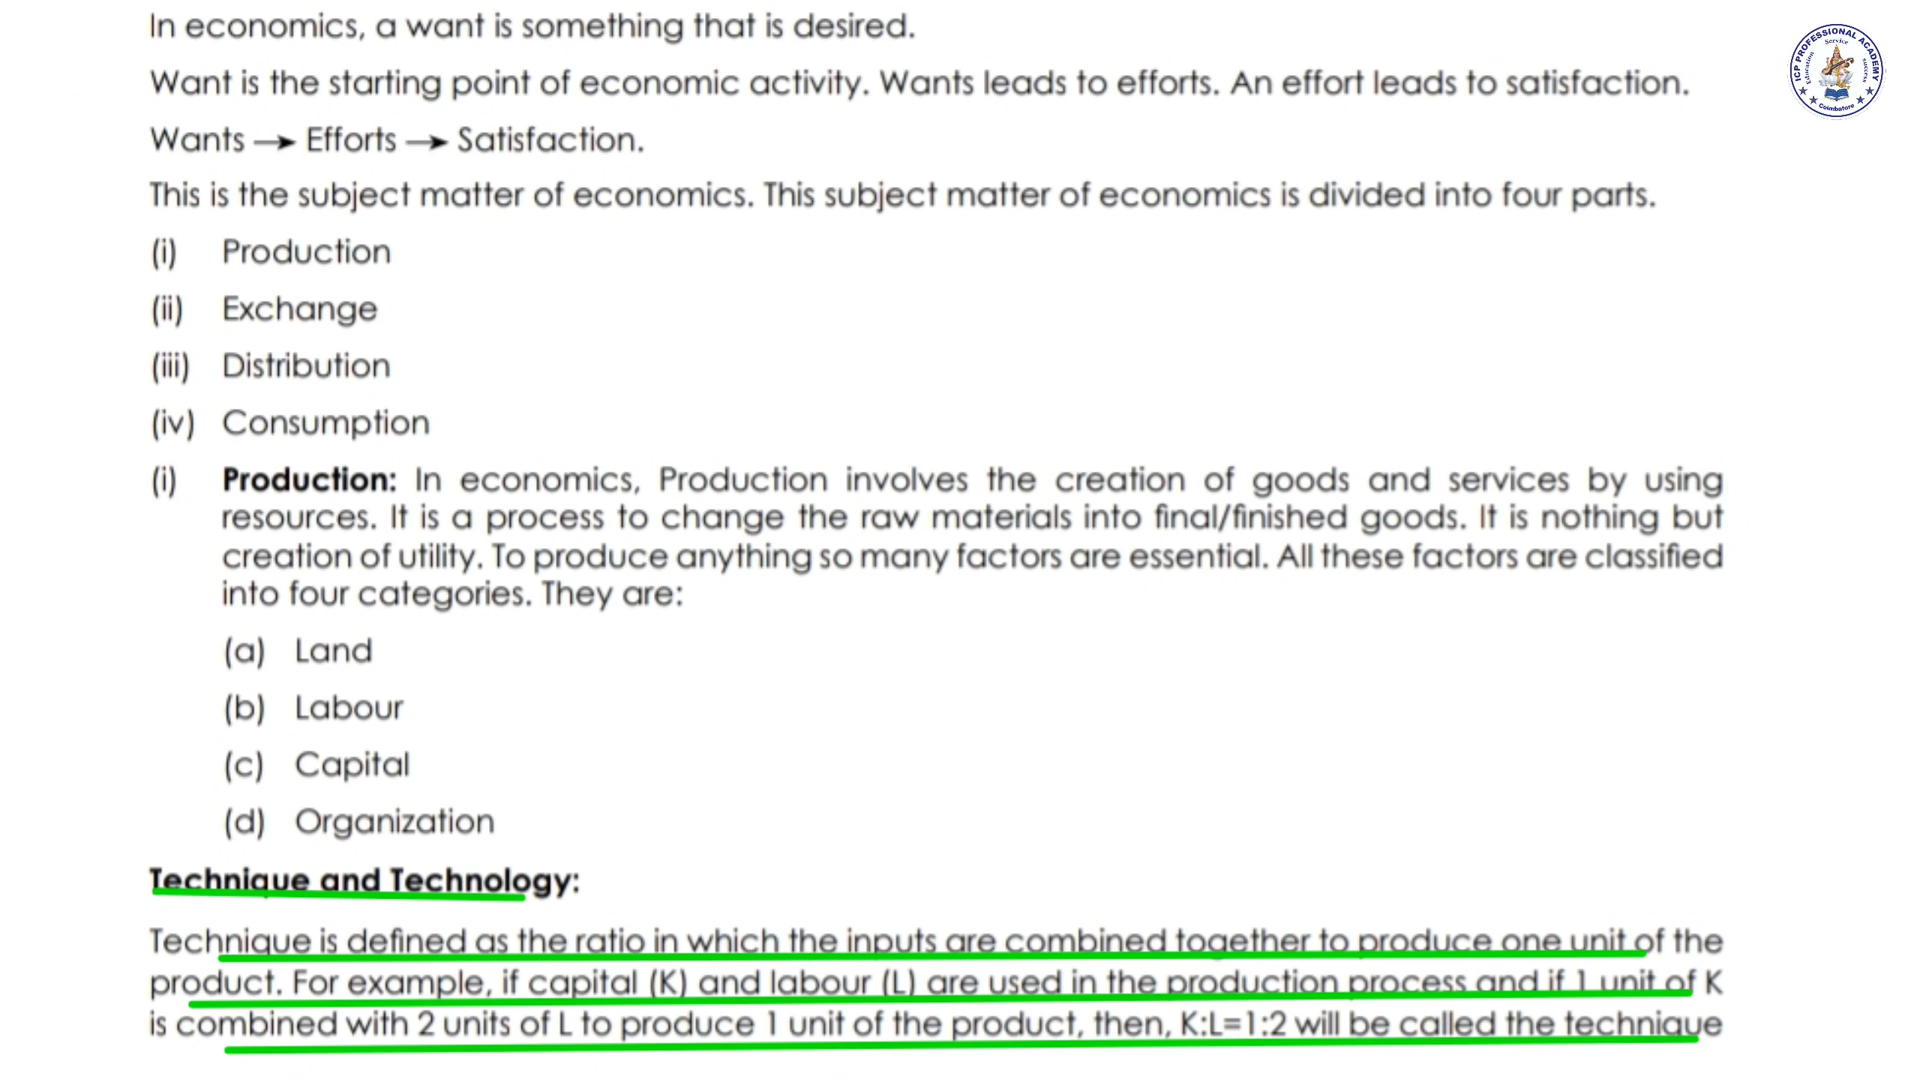 In economics, a want is something that is desired.
Want is the starting point of economic activity. Wants leads to efforts. An effort leads to satisfaction.
Wants → Efforts → Satisfaction.
This is the subject matter of economics. This subject matter of economics is divided into four parts.
(i) Production
(ii) Exchange
(iii) Distribution
(iv) Consumption
(i) Production: In economics, Production involves the creation of goods and services by using
resources. It is a process to change the raw materials into final/finished goods. It is nothing but
creation of utility. To produce anything so many factors are essential. All these factors are classified
into four categories. They are:
(a) Land
(b) Labour
(c) Capital
(d) Organization
Technique and Technology:
Technique is defined as the ratio in which the inputs are combined together to produce one unit of the
product. For example, if capital (K) and labour (L) are used in the production process and if 1 unit of K
is combined with 2 units of L to produce 1 unit of the product, then, K:L=1:2 will be called the technique
ICP PROFESSIONAL ACADEMY
Education
Service
Success
Coimbatore